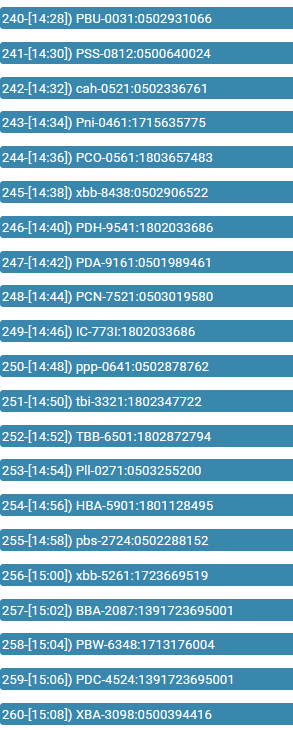 240-[14:28]) PBU-0031:0502931066
241-[14:30]) PSS-0812:0500640024
242-[14:32]) cah-0521:0502336761
243-[14:34]) Pni-0461:1715635775
244-[14:36]) PCO-0561:1803657483
245-[14:38]) xbb-8438:0502906522
246-[14:40]) PDH-9541:1802033686
247-[14:42]) PDA-9161:0501989461
248-[14:44]) PCN-7521:0503019580
249-[14:46]) IC-773I:1802033686
250-[14:48]) ppp-0641:0502878762
251-[14:50]) tbi-3321:1802347722
252-[14:52]) TBB-6501:1802872794
253-[14:54]) Pll-0271:0503255200
254-[14:56]) HBA-5901:1801128495
255-[14:58]) pbs-2724:0502288152
256-[15:00]) xbb-5261:1723669519
257-[15:02]) BBA-2087:1391723695001
258-[15:04]) PBW-6348:1713176004
259-[15:06]) PDC-4524:1391723695001
260-[15:08]) XBA-3098:0500394416